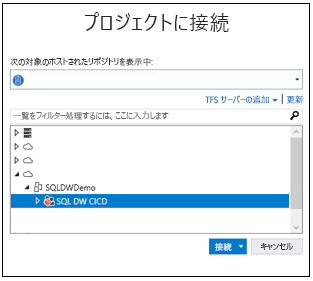 プロジェクトに接続
次の対象のホストされたリポジトリを表示中:
TFS サーバーの追加 | 更新
一覧をフィルター処理するには、ここに入力します
SQLDWDemo
SQL DW CICD
接続 キャンセル